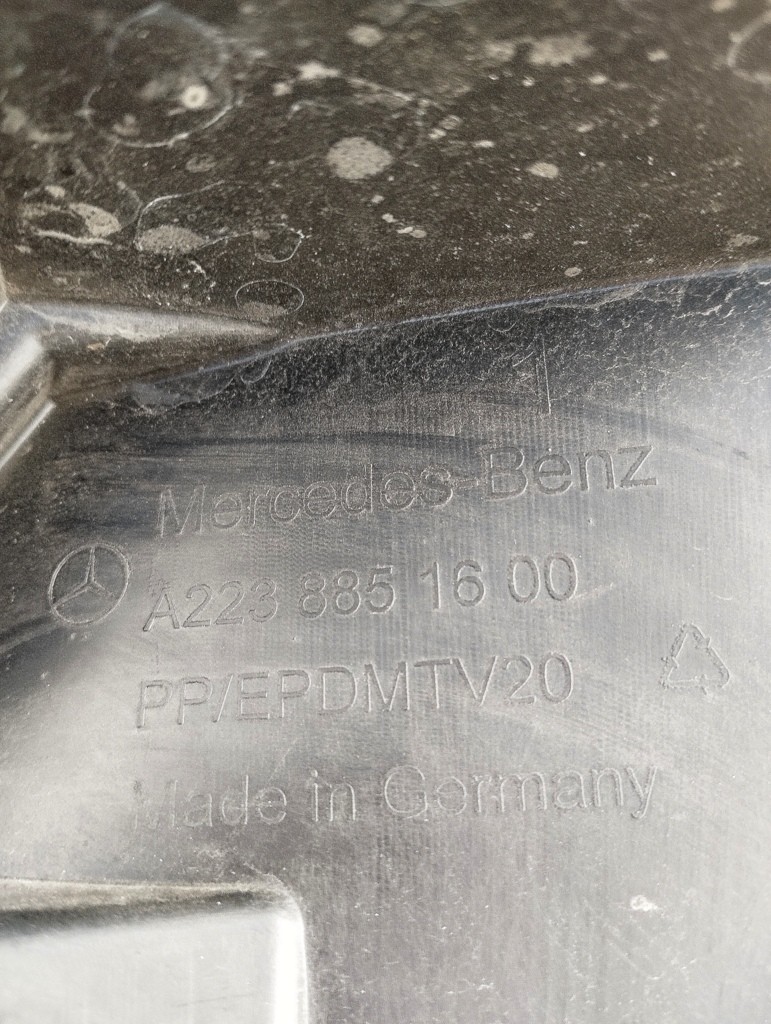 Mercedes-Benz
A223 885 16 00
PP/EPDMTV20
Made in Germany